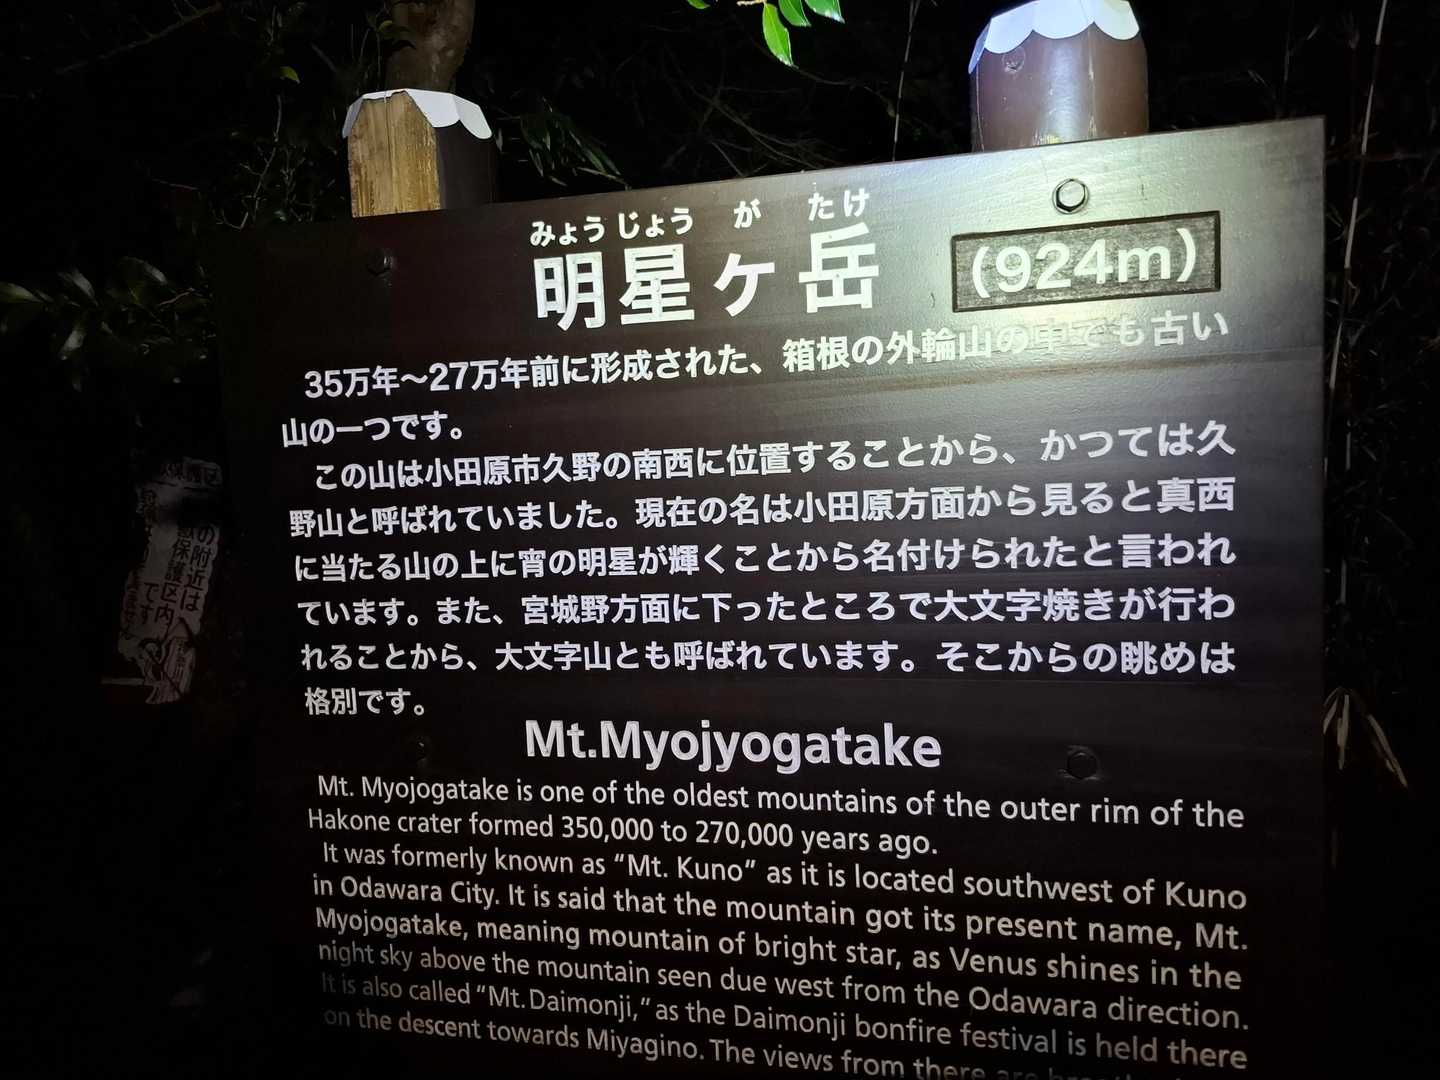 みょうじょう が たけ
明星ヶ岳 (924m)
35万年～27万年前に形成された、箱根の外輪山の中でも古い
山の一つです。
この山は小田原市久野の南西に位置することから、かつては久
野山と呼ばれていました。現在の名は小田原方面から見ると真西
に当たる山の上に宵の明星が輝くことから名付けられたと言われ
ています。また、宮城野方面に下ったところで大文字焼きが行わ
れることから、大文字山とも呼ばれています。そこからの眺めは
格別です。
Mt.Myojyogatake
Mt. Myojogatake is one of the oldest mountains of the outer rim of the
Hakone crater formed 350,000 to 270,000 years ago.
It was formerly known as “Mt. Kuno” as it is located southwest of Kuno
in Odawara City. It is said that the mountain got its present name, Mt.
Myojogatake, meaning mountain of bright star, as Venus shines in the
night sky above the mountain seen due west from the Odawara direction.
It is also called “Mt. Daimonji,” as the Daimonji bonfire festival is held there
on the descent towards Miyagino. The views from there are
の附近は
保護区内
です